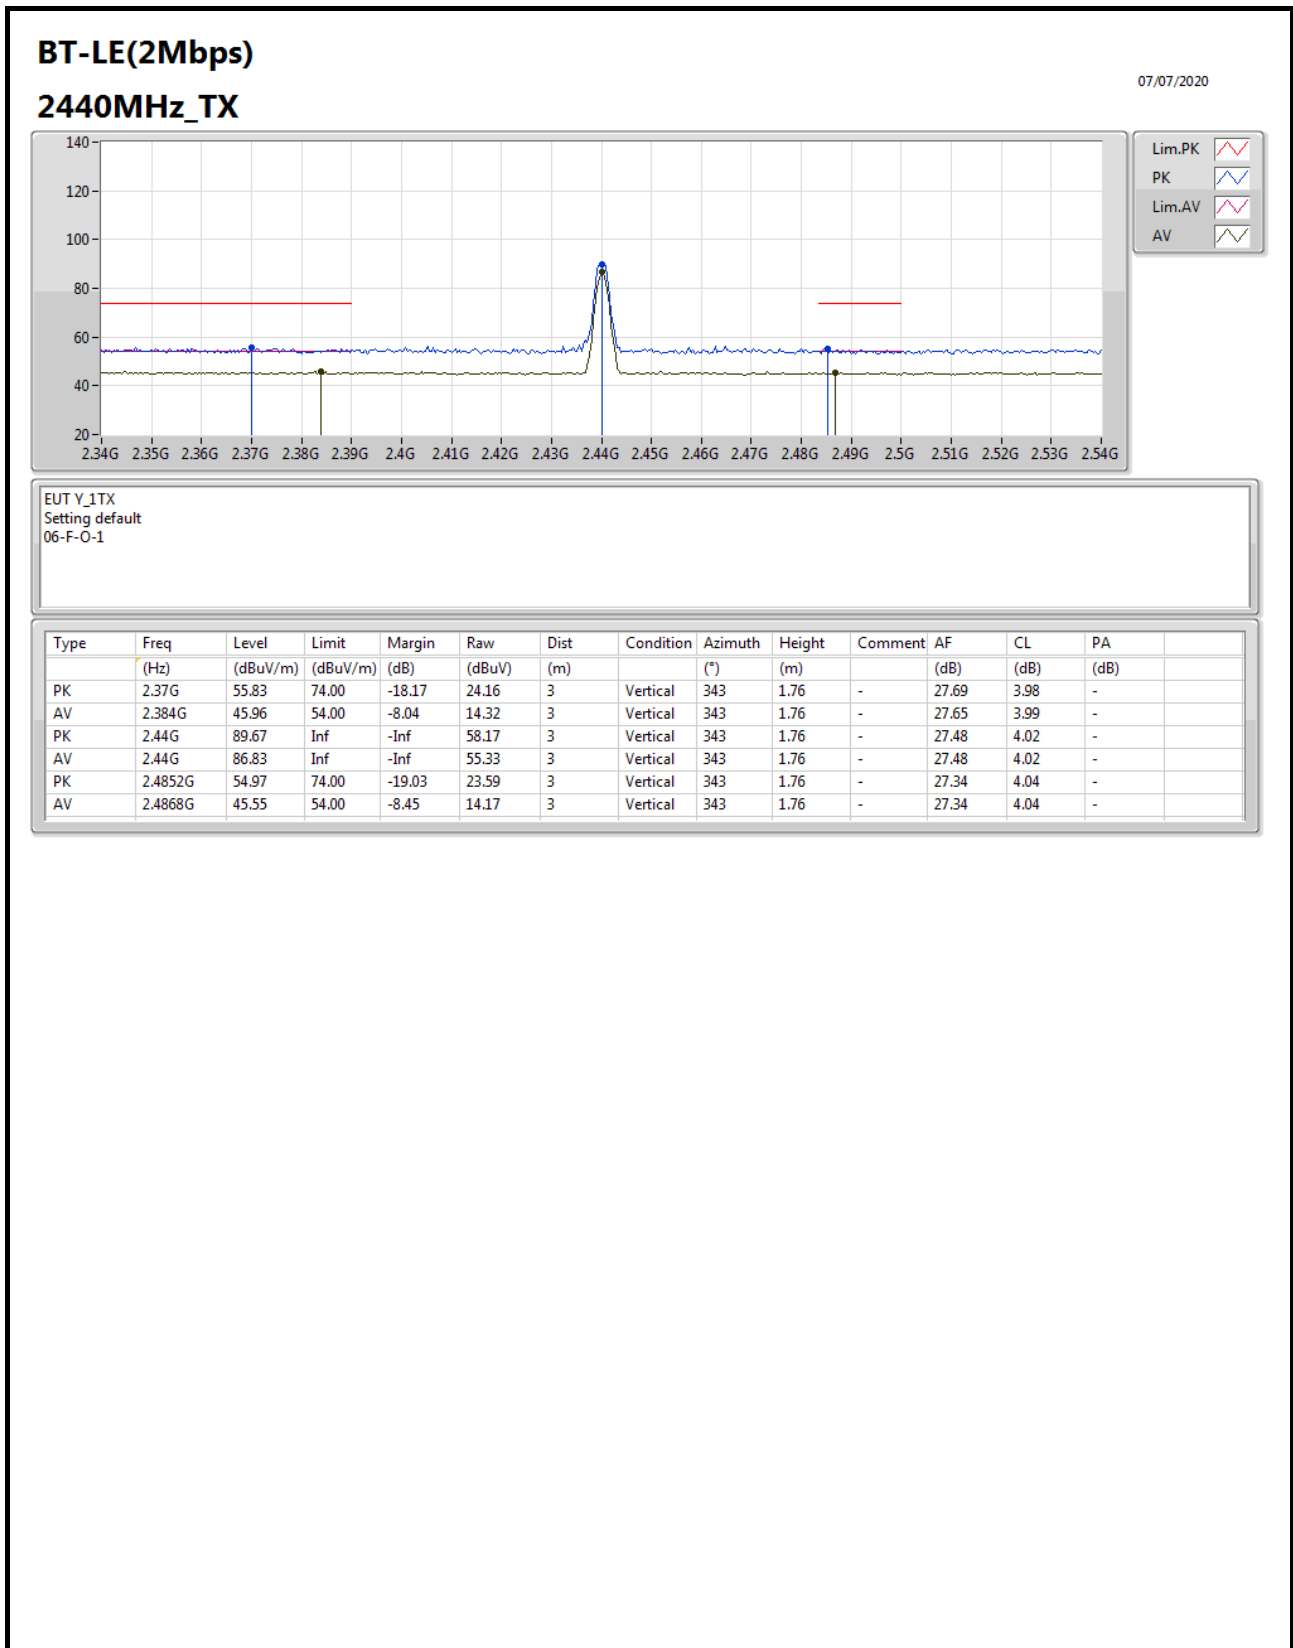 BT-LE(2Mbps)
07/07/2020
2440MHz_TX
140
120
100
80
60
40
20
2.34G 2.35G 2.36G 2.37G 2.38G 2.39G 2.4G 2.41G 2.42G 2.43G 2.44G 2.45G 2.46G 2.47G 2.48G 2.49G 2.5G 2.51G 2.52G 2.53G 2.54G
Lim.PK
PK
Lim.AV
AV
EUT Y_1TX
Setting default
06-F-O-1
Type Freq Level Limit Margin Raw Dist Condition Azimuth Height Comment AF CL PA
(Hz) (dBuV/m) (dBuV/m) (dB) (dBuV) (m) (°) (m) (dB) (dB) (dB)
PK 2.37G 55.83 74.00 -18.17 24.16 3 Vertical 343 1.76 - 27.69 3.98 -
AV 2.384G 45.96 54.00 -8.04 14.32 3 Vertical 343 1.76 - 27.65 3.99 -
PK 2.44G 89.67 Inf -Inf 58.17 3 Vertical 343 1.76 - 27.48 4.02 -
AV 2.44G 86.83 Inf -Inf 55.33 3 Vertical 343 1.76 - 27.48 4.02 -
PK 2.4852G 54.97 74.00 -19.03 23.59 3 Vertical 343 1.76 - 27.34 4.04 -
AV 2.4868G 45.55 54.00 -8.45 14.17 3 Vertical 343 1.76 - 27.34 4.04 -